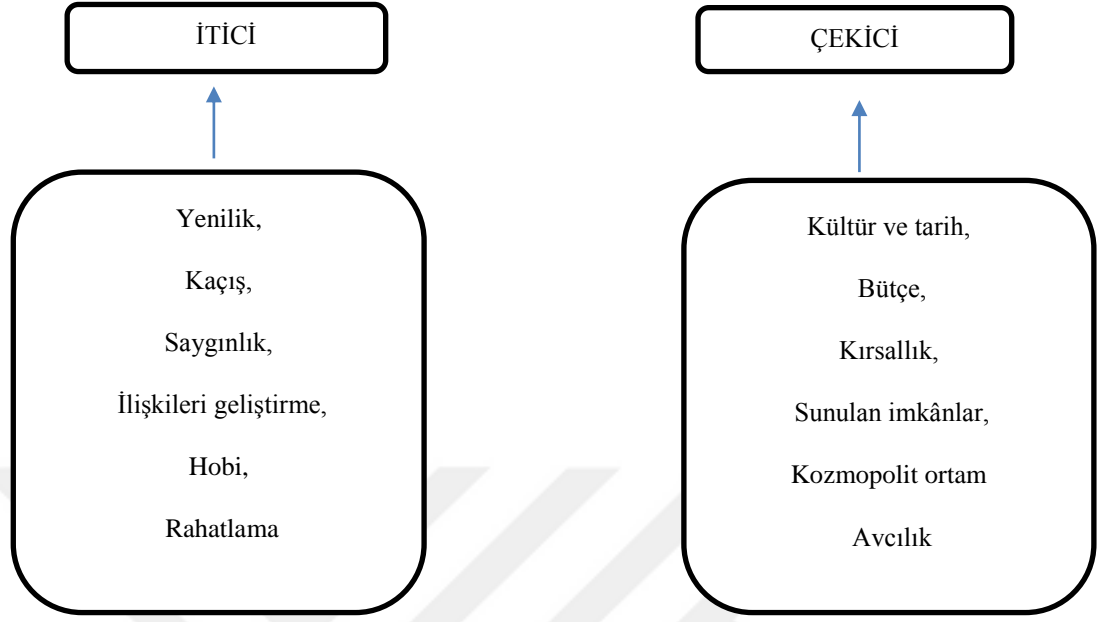 İTİCİ
Yenilik,
Kaçış,
Saygınlık,
İlişkileri geliştirme,
Hobi,
Rahatlama
ÇEKİCİ
Kültür ve tarih,
Bütçe,
Kırsallık,
Sunulan imkânlar,
Kozmopolit ortam
Avcılık